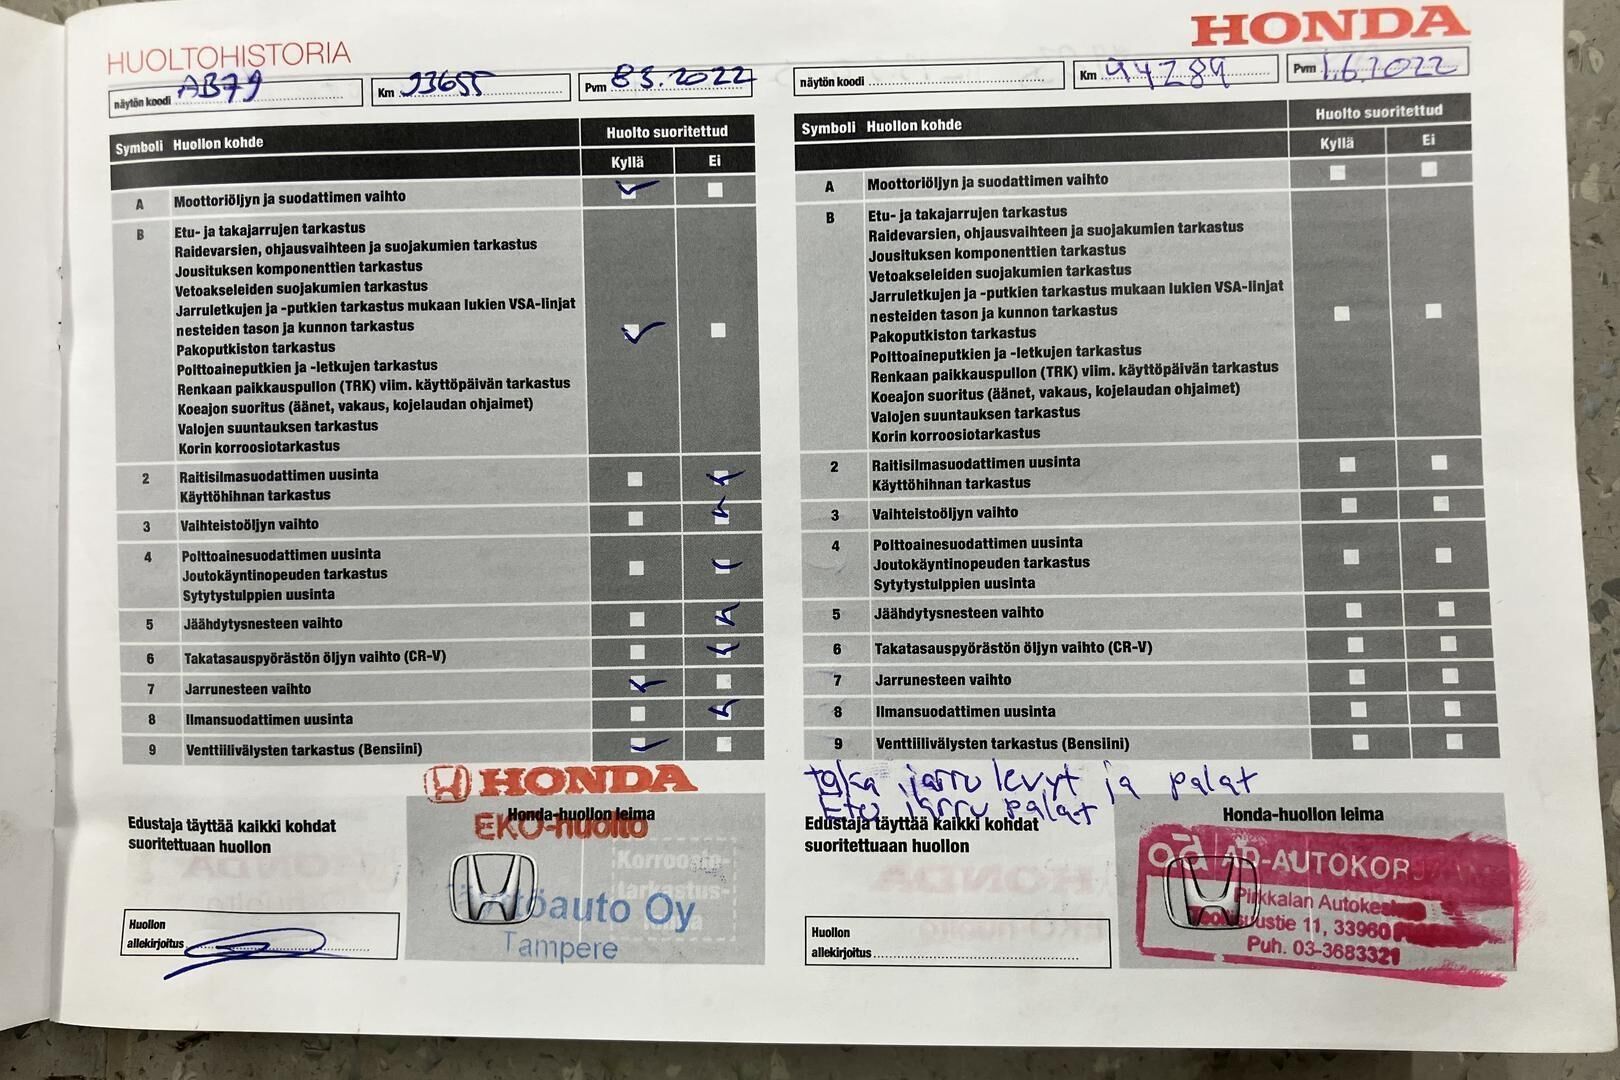 HUOLTOHISTORIA
HONDA
näytön koodi AB79
Km 93655
Pvm 8.3.2022
Symboli Huollon kohde
Huolto suoritettud
Kyllä Ei
A Moottoriöljyn ja suodattimen vaihto
B Etu- ja takajarrujen tarkastus
Raidevarsien, ohjausvaihteen ja suojakumien tarkastus
Jousituksen komponenttien tarkastus
Vetoakseleiden suojakumien tarkastus
Jarruletkujen ja -putkien tarkastus mukaan lukien VSA-linjat
nesteiden tason ja kunnon tarkastus
Pakoputkiston tarkastus
Polttoaineputkien ja -letkujen tarkastus
Renkaan paikkauspullon (TRK) viim. käyttöpäivän tarkastus
Koeajon suoritus (äänet, vakaus, kojelaudan ohjaimet)
Valojen suuntauksen tarkastus
Korin korroosiotarkastus
2 Raitisilmasuodattimen uusinta
Käyttöhihnan tarkastus
3 Vaihteistoöljyn vaihto
4 Polttoainesuodattimen uusinta
Joutokäyntinopeuden tarkastus
Sytytystulppien uusinta
5 Jäähdytysnesteen vaihto
6 Takatasauspyörästön öljyn vaihto (CR-V)
7 Jarrunesteen vaihto
8 Ilmansuodattimen uusinta
9 Venttiilivälysten tarkastus (Bensiini)
HONDA
Honda-huollon leima
EKO-huolto
Edustaja täyttää kaikki kohdat
suoritettuaan huollon
Korroosio-
tarkastus-
Oy
Tampere
Huollon
allekirjoitus
näytön koodi
Km 94289
Pvm 1.6.2022
Symboli Huollon kohde
Huolto suoritettud
Kyllä Ei
A Moottoriöljyn ja suodattimen vaihto
B Etu- ja takajarrujen tarkastus
Raidevarsien, ohjausvaihteen ja suojakumien tarkastus
Jousituksen komponenttien tarkastus
Vetoakseleiden suojakumien tarkastus
Jarruletkujen ja -putkien tarkastus mukaan lukien VSA-linjat
nesteiden tason ja kunnon tarkastus
Pakoputkiston tarkastus
Polttoaineputkien ja -letkujen tarkastus
Renkaan paikkauspullon (TRK) viim. käyttöpäivän tarkastus
Koeajon suoritus (äänet, vakaus, kojelaudan ohjaimet)
Valojen suuntauksen tarkastus
Korin korroosiotarkastus
2 Raitisilmasuodattimen uusinta
Käyttöhihnan tarkastus
3 Vaihteistoöljyn vaihto
4 Polttoainesuodattimen uusinta
Joutokäyntinopeuden tarkastus
Sytytystulppien uusinta
5 Jäähdytysnesteen vaihto
6 Takatasauspyörästön öljyn vaihto (CR-V)
7 Jarrunesteen vaihto
8 Ilmansuodattimen uusinta
9 Venttiilivälysten tarkastus (Bensiini)
taka jarru levyt ja palat
Etu jarru palat
Edustaja täyttää kaikki kohdat
suoritettuaan huollon
Honda-huollon leima
Pirkkalan
11, 33960
Puh. 03-3683321
Huollon
allekirjoitus